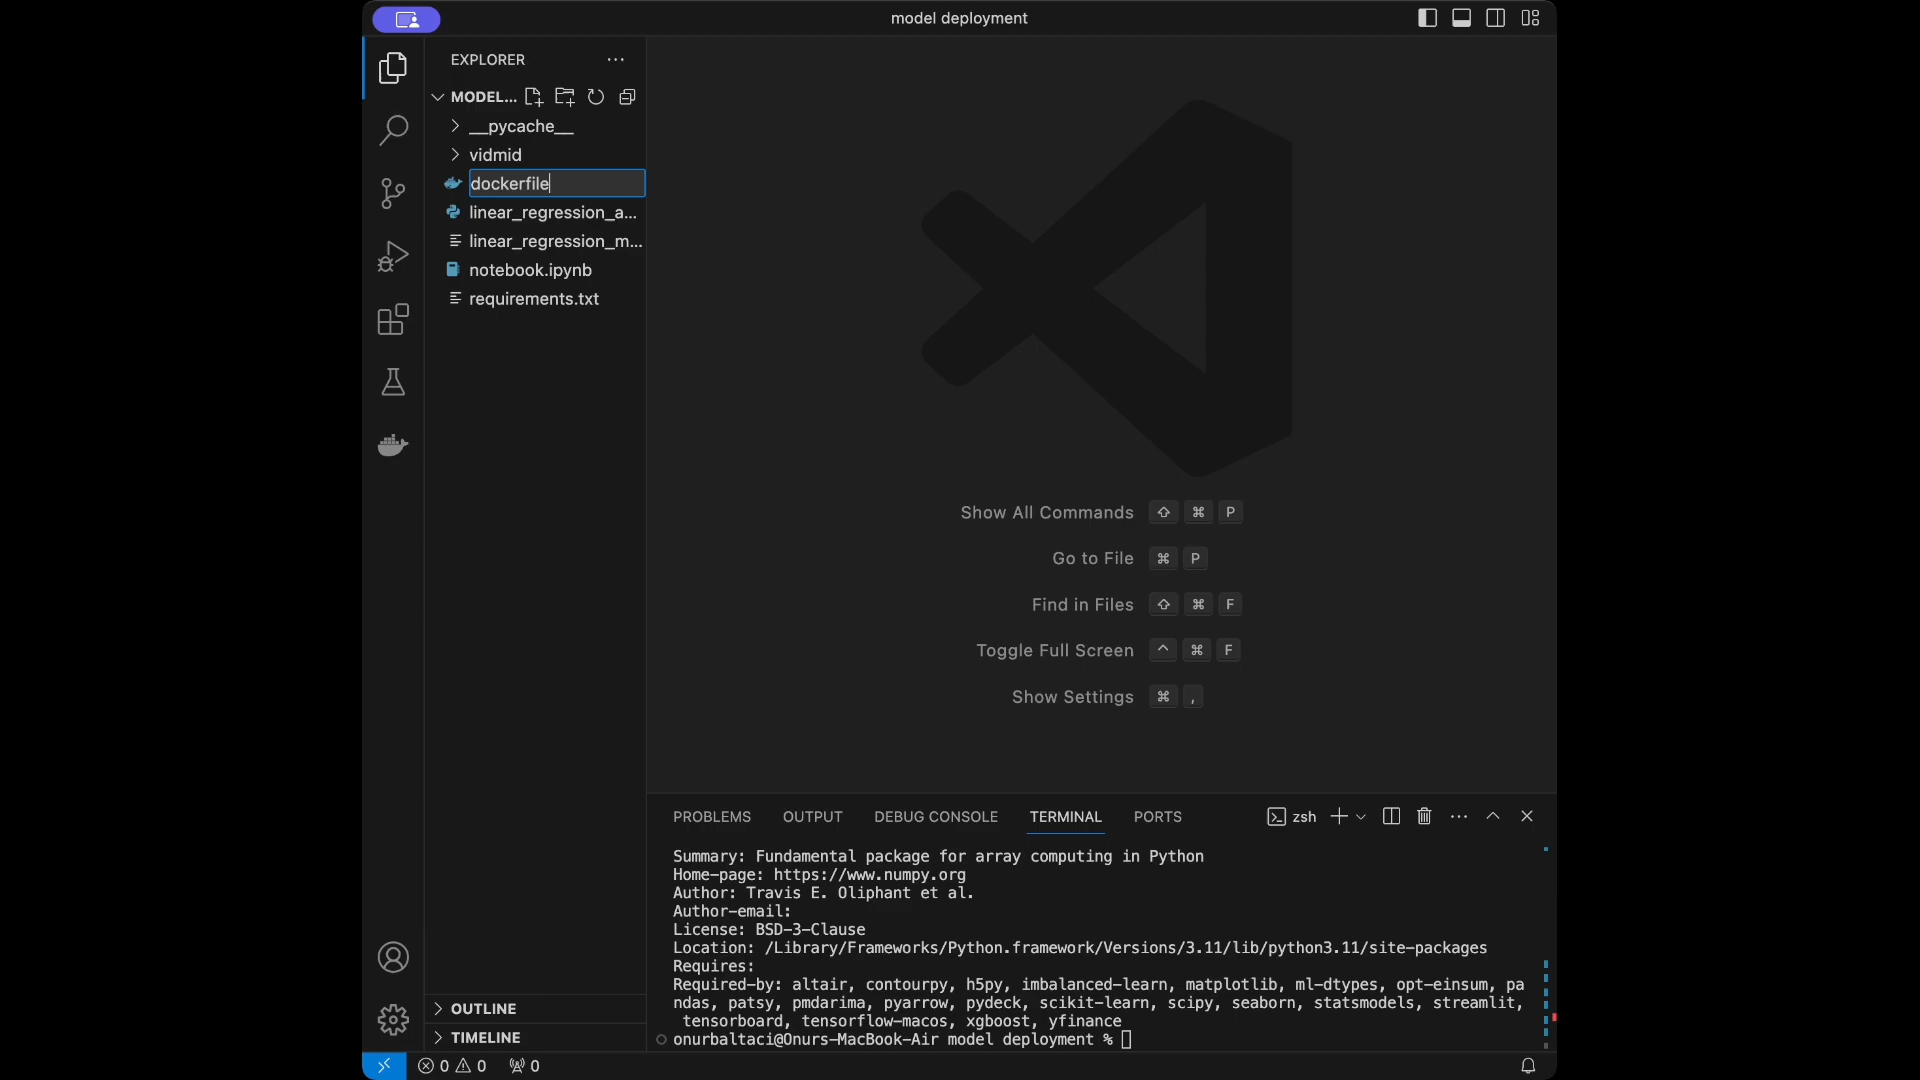 model deployment
EXPLORER
MODEL...
__pycache__
vidmid
dockerfile
linear_regression_a...
linear_regression_m...
notebook.ipynb
requirements.txt
Show All Commands ⇧ ⌘ P
Go to File ⌘ P
Find in Files ⇧ ⌘ F
Toggle Full Screen ^ ⌘ F
Show Settings ⌘ ,
PROBLEMS OUTPUT DEBUG CONSOLE TERMINAL PORTS zsh
Summary: Fundamental package for array computing in Python
Home-page: https://www.numpy.org
Author: Travis E. Oliphant et al.
Author-email:
License: BSD-3-Clause
Location: /Library/Frameworks/Python.framework/Versions/3.11/lib/python3.11/site-packages
Requires:
Required-by: altair, contourpy, h5py, imbalanced-learn, matplotlib, ml-dtypes, opt-einsum, pa
ndas, patsy, pmdarima, pyarrow, pydeck, scikit-learn, scipy, seaborn, statsmodels, streamlit,
tensorboard, tensorflow-macos, xgboost, yfinance
onurbaltaci@Onurs-MacBook-Air model deployment %
OUTLINE
TIMELINE
0 0 0